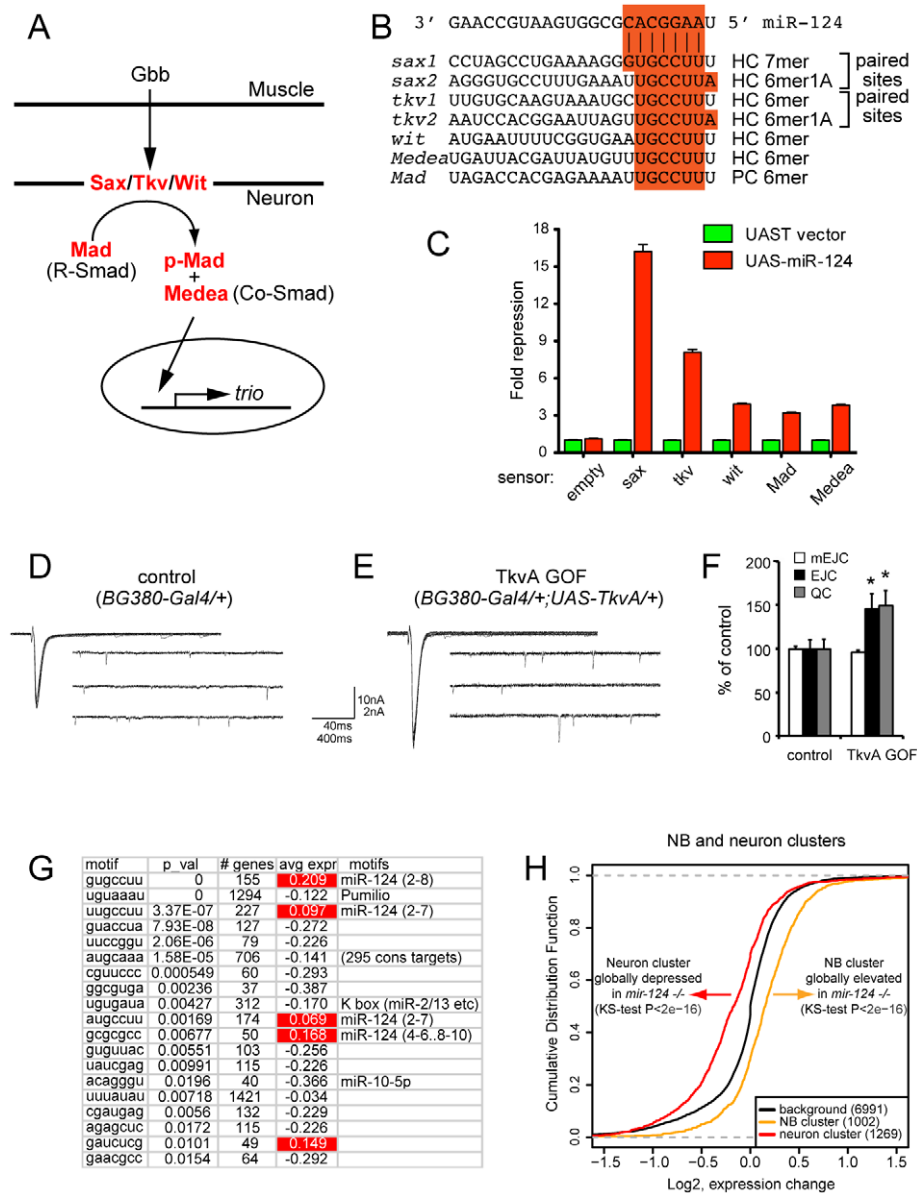 A
Gbb
Muscle
Sax/Tkv/Wit
Neuron
Mad
(R-Smad)
p-Mad
+
Medea (Co-Smad)
trio
B
3' GAACCGUAAGUGGCGCACGGAAU 5' miR-124
sax1 CCUAGCCUGAAAAGGGUGCCUUU HC 7mer
sax2 AGGGUGCCUUUGAAAUUGCCUUA HC 6mer1A
tkv1 UUGUGCAAGUAAAUGCUGCCUUU HC 6mer
tkv2 AAUCCACGGAAUUAGUUGCCUUA HC 6mer1A
wit AUGAAUUUUCGGUGAAUGCCUUU HC 6mer
Medea UGAUUACGAUUAUGUUUGCCUUU HC 6mer
Mad UAGACCACGAGAAAAUUGCCUUU PC 6mer
paired sites
paired sites
C
UAST vector
UAS-miR-124
Fold repression
18
15
12
9
6
3
0
sensor: empty sax tkv wit Mad Medea
D
control
(BG380-Gal4/+)
10nA
2nA
40ms
400ms
E
TkvA GOF
(BG380-Gal4/+;UAS-TkvA/+)
F
mEJC
EJC
QC
% of control
200
150
100
50
0
* *
control TkvA GOF
G
motif p_val # genes avg expr motifs
gugccuu 0 155 0.209 miR-124 (2-8)
uguaaau 0 1294 -0.122 Pumilio
uugccuu 3.37E-07 227 0.097 miR-124 (2-7)
guaccua 7.93E-08 127 -0.272
uuccggu 2.06E-06 79 -0.226
augcaaa 1.58E-05 706 -0.141 (295 cons targets)
cguuccc 0.000549 60 -0.293
ggcguga 0.00236 37 -0.387
ugugaua 0.00427 312 -0.170 K box (miR-2/13 etc)
augccuu 0.00169 174 0.069 miR-124 (2-7)
gcgcgcc 0.00677 50 0.168 miR-124 (4-6..8-10)
guguuac 0.00551 103 -0.256
uaucgag 0.00991 115 -0.226
acagggu 0.0196 40 -0.366 miR-10-5p
uuuauau 0.00718 1421 -0.034
cgaugag 0.0056 132 -0.229
agagcuc 0.0172 115 -0.226
gaucucg 0.0101 49 0.149
gaacgcc 0.0154 64 -0.292
H
NB and neuron clusters
Cumulative Distribution Function
1.0
0.8
0.6
0.4
0.2
0.0
Neuron cluster
globally depressed
in mir-124 -/-
(KS-test P<2e-16)
NB cluster
globally elevated
in mir-124 -/-
(KS-test P<2e-16)
background (6991)
NB cluster (1002)
neuron cluster (1269)
-1.5 -1.0 -0.5 0.0 0.5 1.0 1.5
Log2, expression change